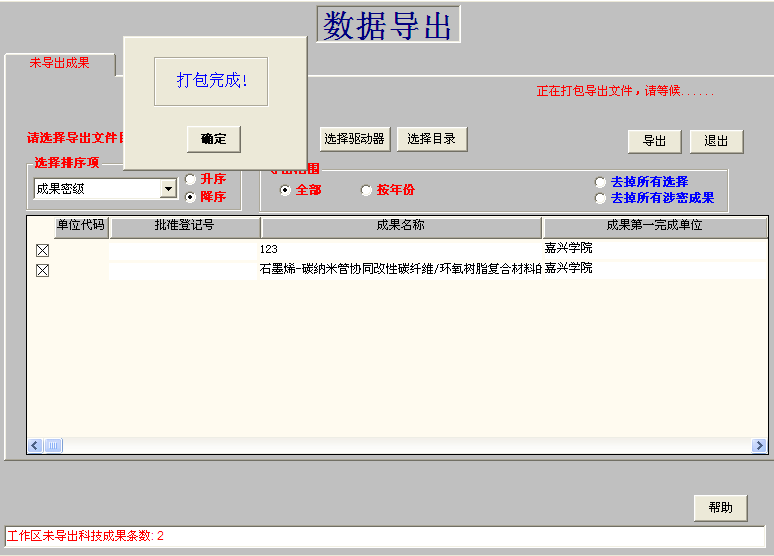 数据导出
未导出成果
打包完成!
确定
正在打包导出文件，请等候......
请选择导出文件
选择驱动器
选择目录
导出
退出
选择排序项
成果密级
升序
降序
全部
按年份
去掉所有选择
去掉所有涉密成果
单位代码 批准登记号 成果名称 成果第一完成单位
123 嘉兴学院
石墨烯-碳纳米管协同改性碳纤维/环氧树脂复合材料的 嘉兴学院
帮助
工作区未导出科技成果条数: 2